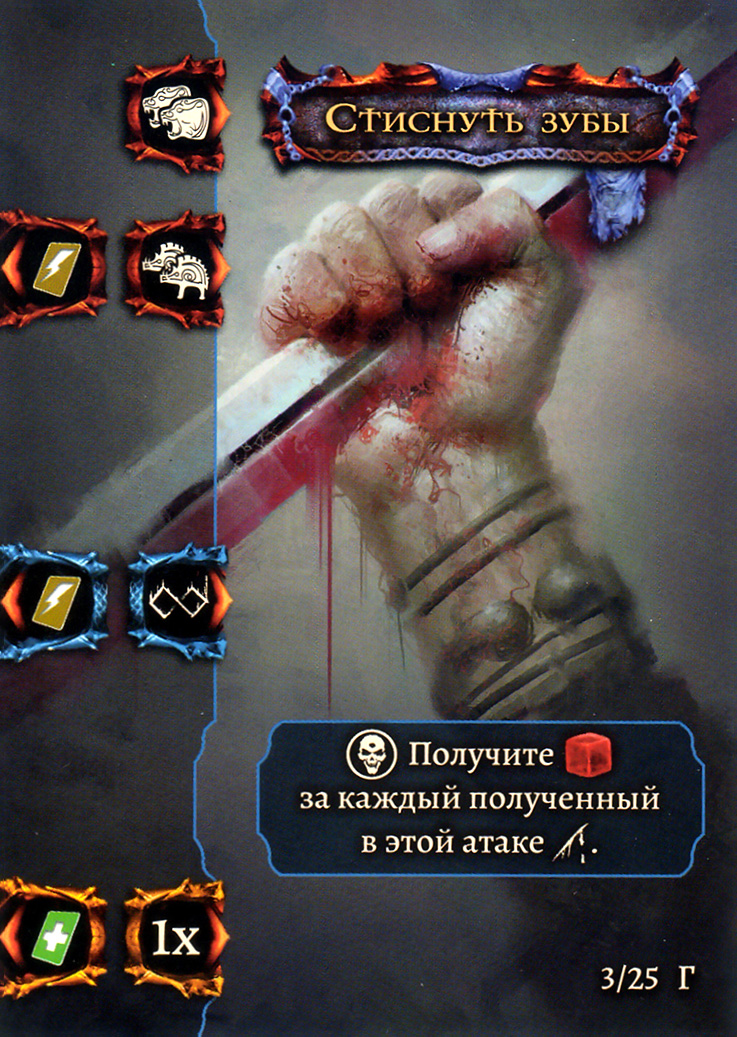 Стиснуть зубы
Получите
за каждый полученный
в этой атаке .
1x
3/25 Г